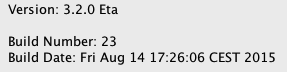 Version: 3.2.0 Eta
Build Number: 23
Build Date: Fri Aug 14 17:26:06 CEST 2015